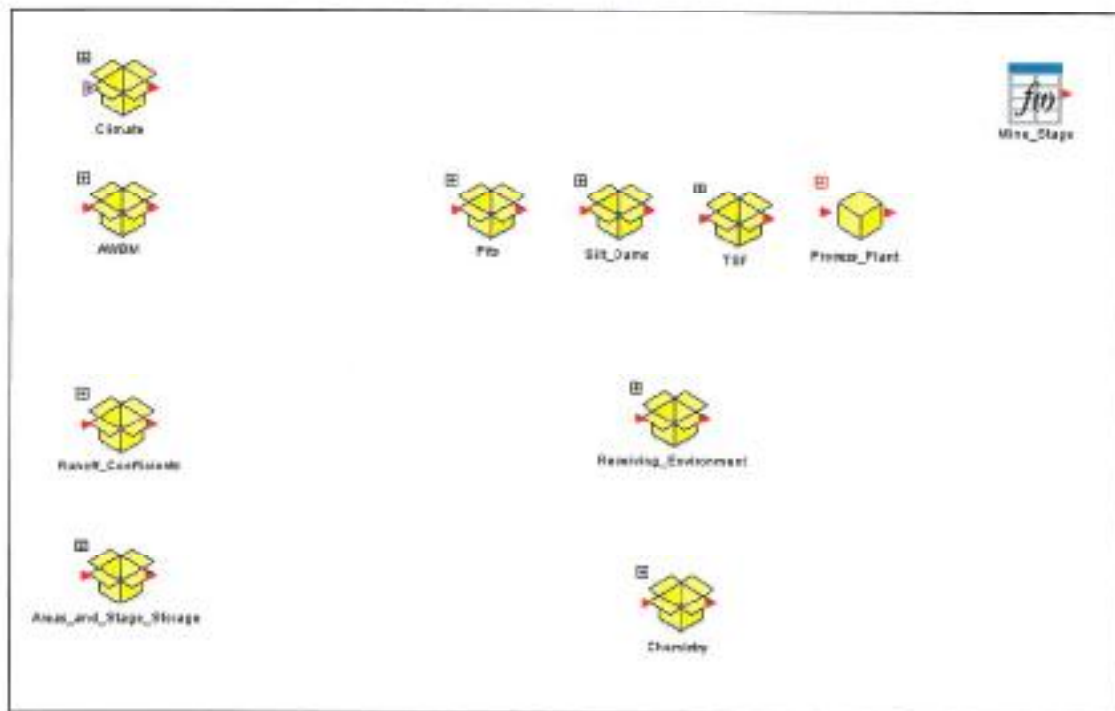 Climate
f(t)
Mine_Stage
AWBM
Pits
Silt_Dams
TSF
Process_Plant
Runoff_Coefficients
Receiving_Environment
Areas_and_Stage_Storage
Chemistry